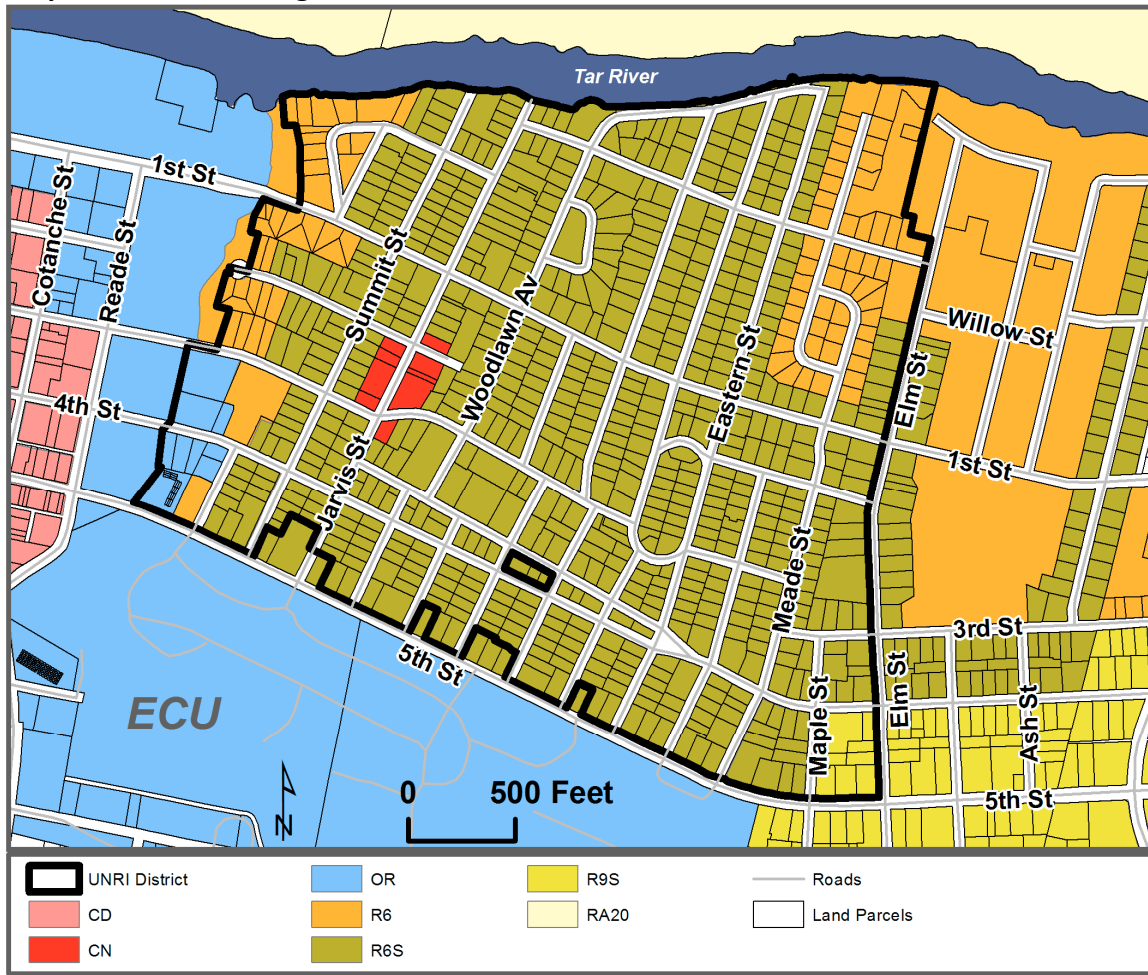 Tar River
1st St
Cotanche St
Reade St
Summit St
Woodlawn Av
Eastern St
Willow St
Elm St
4th St
Jarvis St
1st St
Meade St
3rd St
5th St
Elm St
Maple St
Ash St
ECU
N
0 500 Feet
5th St
UNRI District
OR
R9S
Roads
CD
R6
RA20
Land Parcels
CN
R6S